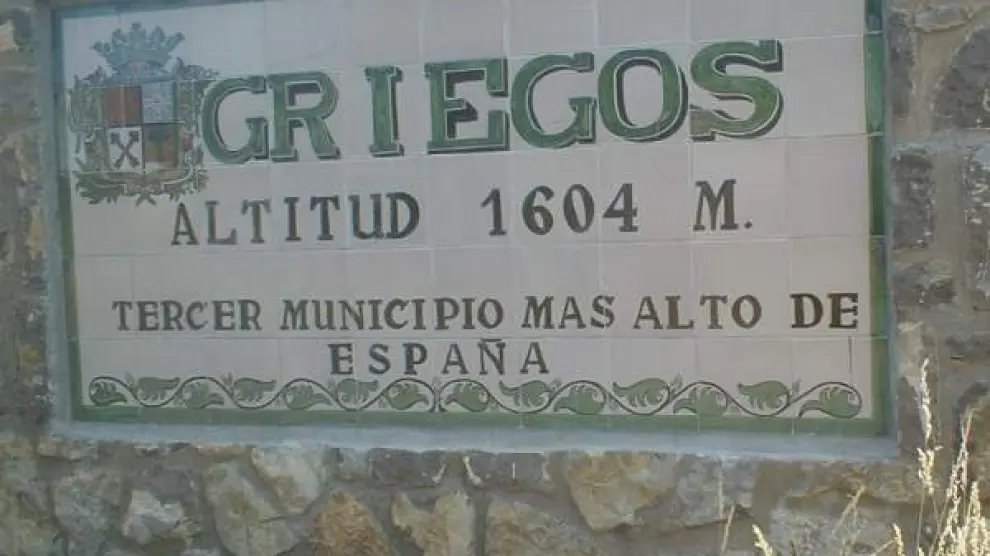 GRIEGOS
ALTITUD 1604 M.
TERCER MUNICIPIO MAS ALTO DE
ESPAÑA